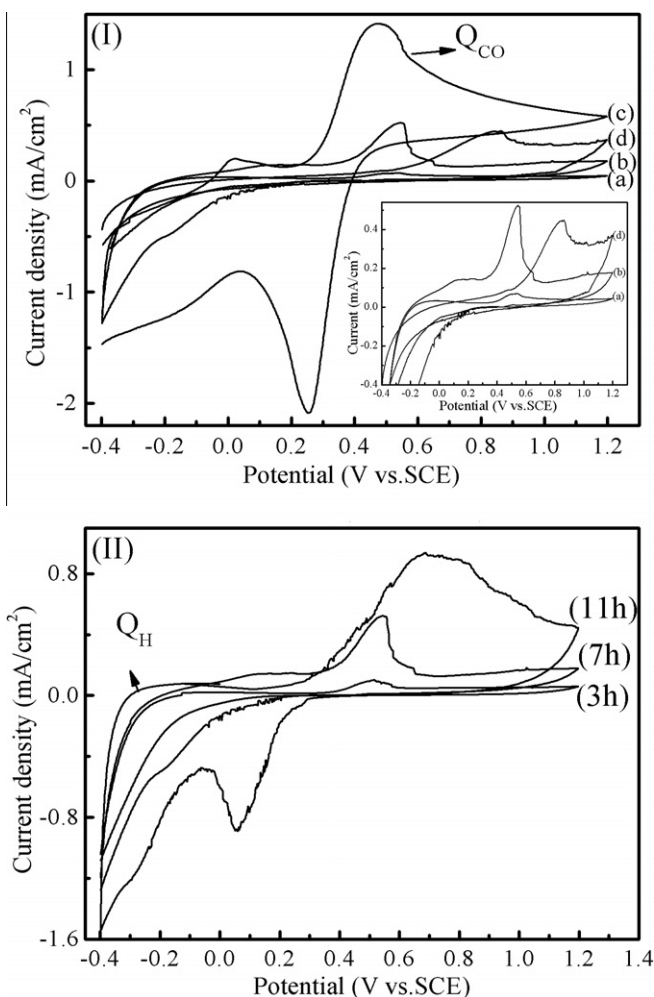 (I)
Q_CO
Current density (mA/cm²)
1
0
-1
-2
(c)
(d)
(b)
(a)
Current (mA/cm²)
0.4
0.2
0.0
-0.2
-0.4
(d)
(b)
(a)
-0.4 -0.2 0.0 0.2 0.4 0.6 0.8 1.0 1.2
Potential (V vs.SCE)
-0.4 -0.2 0.0 0.2 0.4 0.6 0.8 1.0 1.2
Potential (V vs.SCE)
(II)
Q_H
Current density (mA/cm²)
0.8
0.0
-0.8
-1.6
(11h)
(7h)
(3h)
-0.4 -0.2 0.0 0.2 0.4 0.6 0.8 1.0 1.2 1.4
Potential (V vs.SCE)